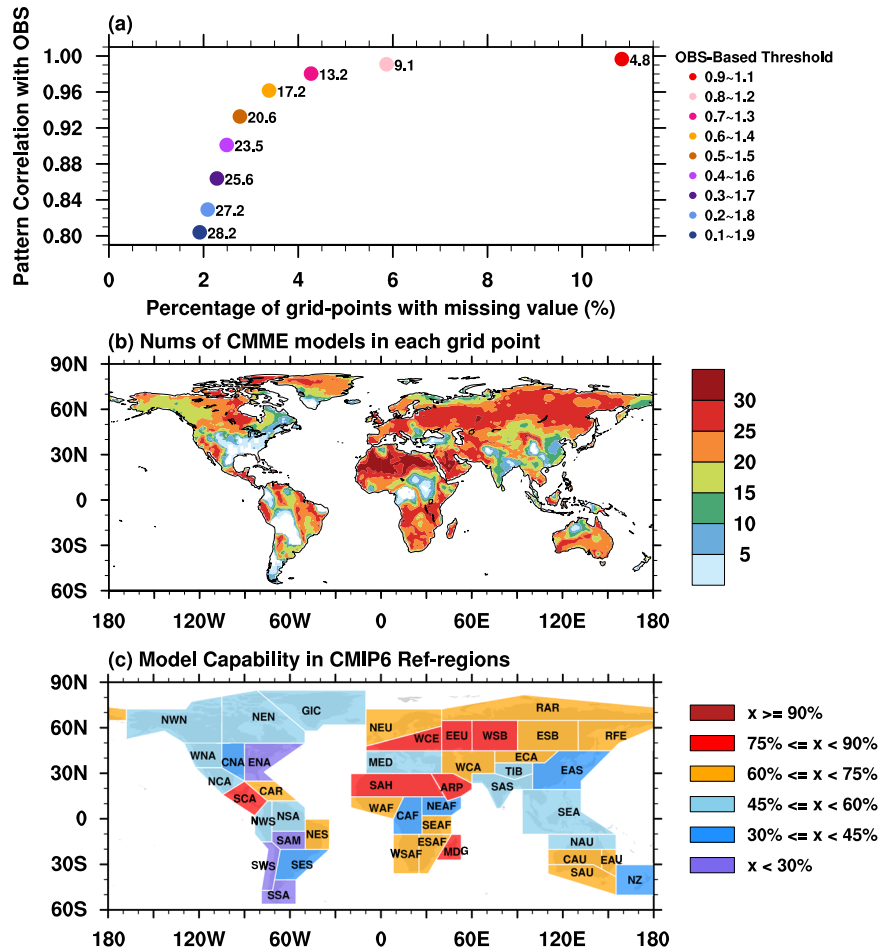 (a)
Pattern Correlation with OBS
1.00
0.96
0.92
0.88
0.84
0.80
4.8
9.1
13.2
17.2
20.6
23.5
25.6
27.2
28.2
0 2 4 6 8 10
Percentage of grid-points with missing value (%)
OBS-Based Threshold
0.9~1.1
0.8~1.2
0.7~1.3
0.6~1.4
0.5~1.5
0.4~1.6
0.3~1.7
0.2~1.8
0.1~1.9
(b) Nums of CMME models in each grid point
90N
60N
30N
0
30S
60S
180 120W 60W 0 60E 120E 180
30
25
20
15
10
5
(c) Model Capability in CMIP6 Ref-regions
90N
60N
30N
0
30S
60S
GIC
RAR
NWN NEN
NEU
WCE EEU WSB ESB RFE
WNA CNA ENA
MED WCA ECA
TIB EAS
NCA
SAH ARP SAS
SCA CAR
WAF NEAF
NWS NSA CAF SEA
SEAF
SAM NES
ESAF NAU
WSAF MDG
SWS SES
CAU EAU
SAU
NZ
SSA
180 120W 60W 0 60E 120E 180
x >= 90%
75% <= x < 90%
60% <= x < 75%
45% <= x < 60%
30% <= x < 45%
x < 30%